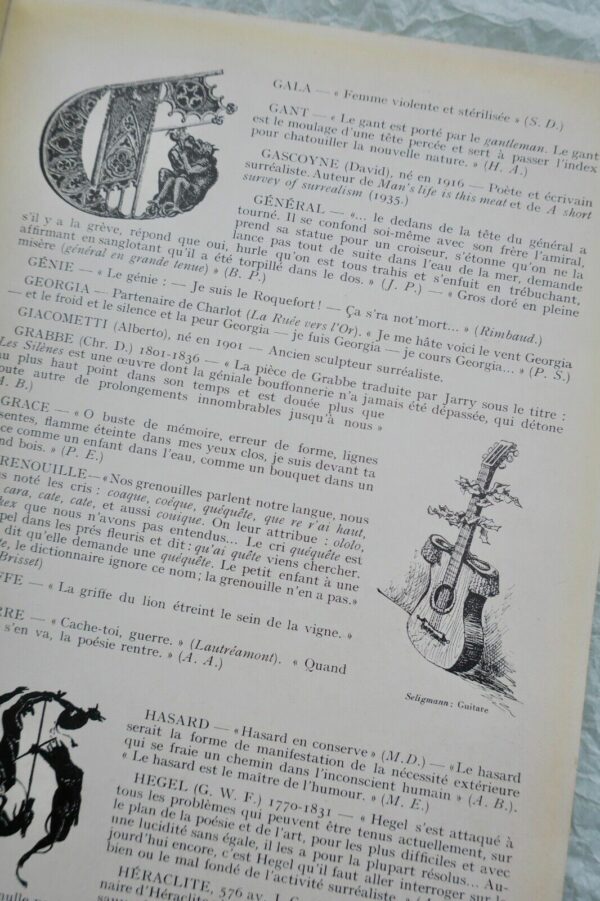 GALA — « Femme violente et stérilisée » (S. D.)
GANT — « Le gant est porté par le gentleman. Le gant
est le moulage d'une tête percée et sert à passer l'index
pour chatouiller la nouvelle nature. » (H. A.)
GASCOYNE (David), né en 1916 — Poète et écrivain
surréaliste. Auteur de Man's life is this meat et de A short
survey of surrealism (1935.)
GÉNÉRAL — «... le dedans de la tête du général a
tourné. Il se confond soi-même avec son frère l'amiral,
prend sa statue pour un croiseur, s'étonne qu'on ne la
lance pas tout de suite dans l'eau de la mer, demande
s'il y a la grève, répond que oui, hurle qu'on est tous trahis et s'enfuit en trébuchant,
affirmant en sanglotant qu'il a été torpillé dans le dos. » (J. P.) — « Gros doré en pleine
misère (général en grande tenue) » (B. P.)
GÉNIE — « Le génie : — Je suis le Roquefort ! — Ça s'ra not'mort... » (Rimbaud.)
GEORGIA — Partenaire de Charlot (La Ruée vers l'Or). « Je me hâte voici le vent Georgia
— et le froid et le silence et la peur Georgia — je fuis Georgia — je cours Georgia... » (P. S.)
GIACOMETTI (Alberto), né en 1901 — Ancien sculpteur surréaliste.
GRABBE (Chr. D.) 1801-1836 — « La pièce de Grabbe traduite par Jarry sous le titre :
Les Silènes est une œuvre dont la géniale bouffonnerie n'a jamais été dépassée, qui détone
au plus haut point dans son temps et est douée plus que
toute autre de prolongements innombrables jusqu'à nous »
B.)
GRACE — « O buste de mémoire, erreur de forme, lignes
sentes, flamme éteinte dans mes yeux clos, je suis devant ta
ce comme un enfant dans l'eau, comme un bouquet dans un
nd bois. » (P. E.)
RENOUILLE — « Nos grenouilles parlent notre langue, nous
s noté les cris : coaque, coëque, quéquête, que re r'ai haut,
cara, cate, cate, et aussi couique. On leur attribue : ololo,
hex que nous n'avons pas entendus... Le cri quéquête est
pel dans les prés fleuris et dit : qu'ai quête viens chercher.
dit qu'elle demande une quéquête. Le petit enfant a une
te, le dictionnaire ignore ce nom ; la grenouille n'en a pas. »
Brisset)
FFE — « La griffe du lion étreint le sein de la vigne. »
RRE — « Cache-toi, guerre. » (Lautréamont). « Quand
s'en va, la poésie rentre. » (A. A.)
Seligmann : Guitare
HASARD — « Hasard en conserve » (M. D.) — « Le hasard
serait la forme de manifestation de la nécessité extérieure
qui se fraie un chemin dans l'inconscient humain » (A. B.).
« Le hasard est le maître de l'humour. » (M. E.)
HEGEL (G. W. F.) 1770-1831 — « Hegel s'est attaqué à
tous les problèmes qui peuvent être tenus actuellement, sur
le plan de la poésie et de l'art, pour les plus difficiles et avec
une lucidité sans égale, il les a pour la plupart résolus... Au-
jourd'hui encore, c'est Hegel qu'il faut aller interroger sur le
bien ou le mal fondé de l'activité surréaliste. »
HÉRACLITE, 576 av. J.
naire d'Héraclite
nulle